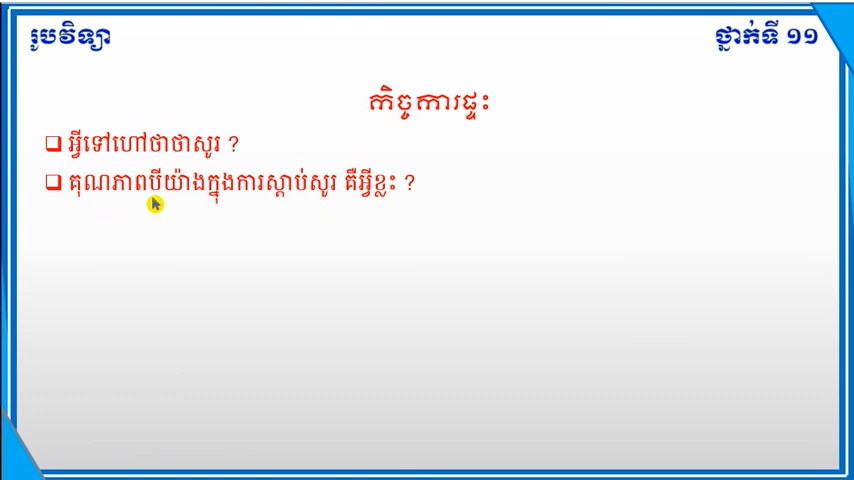 រូបវិទ្យា
ថ្នាក់ទី ១១
កិច្ចការផ្ទះ
អ្វីទៅហៅថាថាសូរ ?
គុណភាពបីយ៉ាងក្នុងការស្ដាប់សូរ គឺអ្វីខ្លះ ?